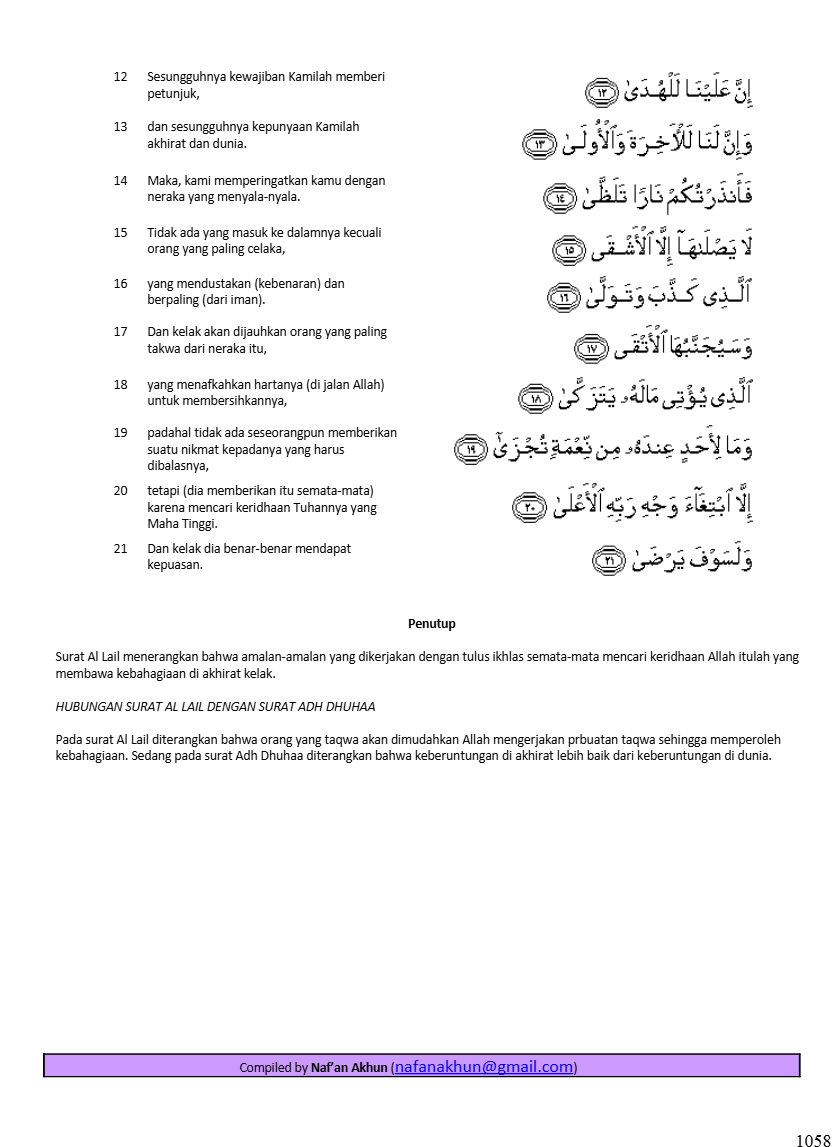 12 Sesungguhnya kewajiban Kamilah memberi
petunjuk,
إِنَّ عَلَيْنَا لَلْهُدَىٰ ١٢
13 dan sesungguhnya kepunyaan Kamilah
akhirat dan dunia.
وَإِنَّ لَنَا لَلْأَخِرَةَ وَٱلْأُولَىٰ ١٣
14 Maka, kami memperingatkan kamu dengan
neraka yang menyala-nyala.
فَأَنذَرْتُكُمْ نَارًا تَلَظَّىٰ ١٤
15 Tidak ada yang masuk ke dalamnya kecuali
orang yang paling celaka,
لَا يَصْلَىٰهَآ إِلَّا ٱلْأَشْقَى ١٥
16 yang mendustakan (kebenaran) dan
berpaling (dari iman).
ٱلَّذِى كَذَّبَ وَتَوَلَّىٰ ١٦
17 Dan kelak akan dijauhkan orang yang paling
takwa dari neraka itu,
وَسَيُجَنَّبُهَا ٱلْأَتْقَى ١٧
18 yang menafkahkan hartanya (di jalan Allah)
untuk membersihkannya,
ٱلَّذِى يُؤْتِى مَالَهُۥ يَتَزَكَّىٰ ١٨
19 padahal tidak ada seseorangpun memberikan
suatu nikmat kepadanya yang harus
dibalasnya,
وَمَا لِأَحَدٍ عِندَهُۥ مِن نِّعْمَةٍ تُجْزَىٰٓ ١٩
20 tetapi (dia memberikan itu semata-mata)
karena mencari keridhaan Tuhannya yang
Maha Tinggi.
إِلَّا ٱبْتِغَآءَ وَجْهِ رَبِّهِ ٱلْأَعْلَىٰ ٢٠
21 Dan kelak dia benar-benar mendapat
kepuasan.
وَلَسَوْفَ يَرْضَىٰ ٢١
Penutup
Surat Al Lail menerangkan bahwa amalan-amalan yang dikerjakan dengan tulus ikhlas semata-mata mencari keridhaan Allah itulah yang
membawa kebahagiaan di akhirat kelak.
HUBUNGAN SURAT AL LAIL DENGAN SURAT ADH DHUHAA
Pada surat Al Lail diterangkan bahwa orang yang taqwa akan dimudahkan Allah mengerjakan prbuatan taqwa sehingga memperoleh
kebahagiaan. Sedang pada surat Adh Dhuhaa diterangkan bahwa keberuntungan di akhirat lebih baik dari keberuntungan di dunia.
Compiled by Naf’an Akhun (nafanakhun@gmail.com)
1058